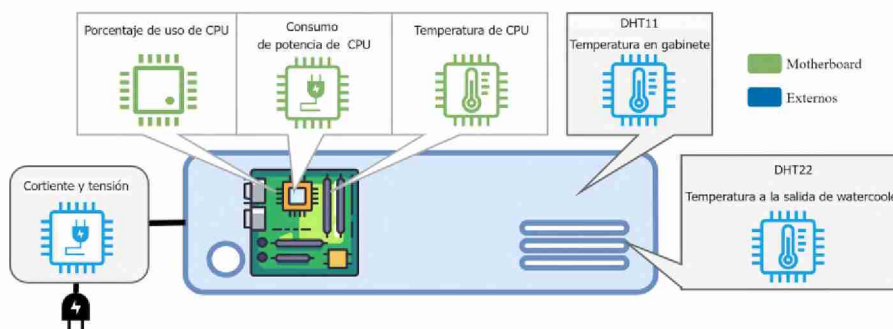 Porcentaje de uso de CPU
Consumo
de potencia de CPU
Temperatura de CPU
DHT11
Temperatura en gabinete
Motherboard
Externos
Cortiente y tensión
DHT22
Temperatura a la salida de watercoole